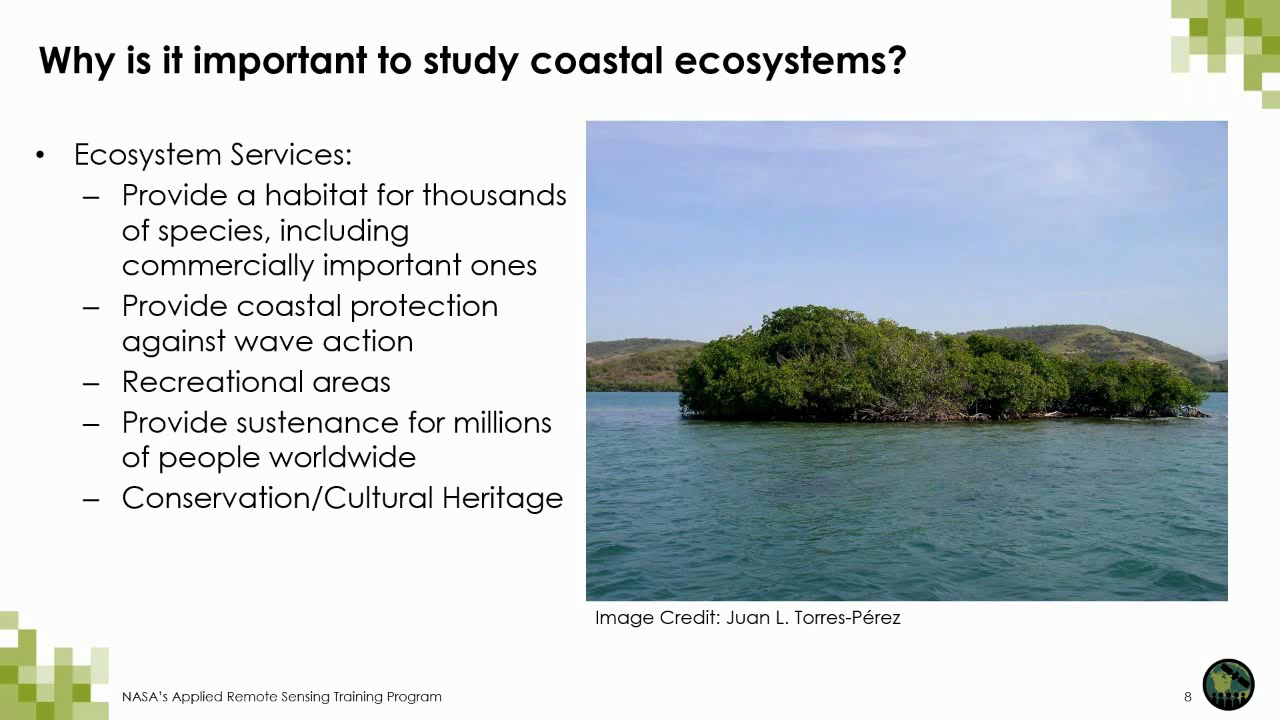 Why is it important to study coastal ecosystems?
• Ecosystem Services:
– Provide a habitat for thousands
of species, including
commercially important ones
– Provide coastal protection
against wave action
– Recreational areas
– Provide sustenance for millions
of people worldwide
– Conservation/Cultural Heritage
Image Credit: Juan L. Torres-Pérez
NASA's Applied Remote Sensing Training Program
8